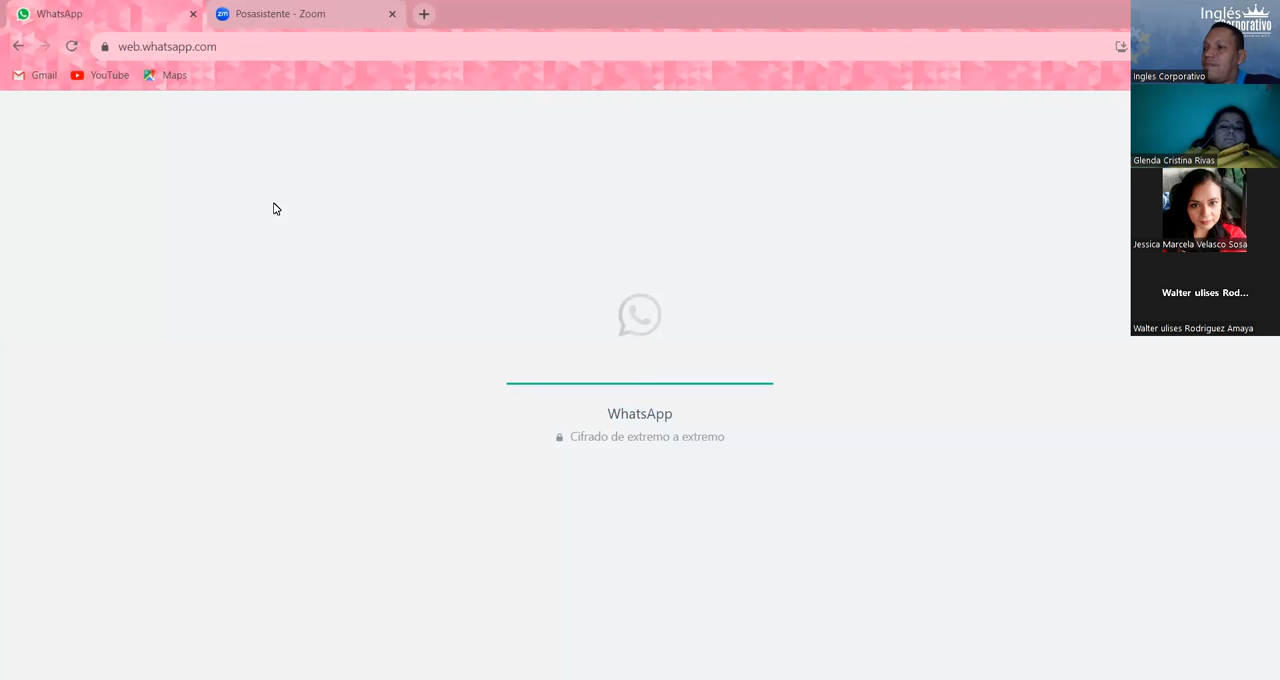 WhatsApp
zm Posasistente - Zoom
web.whatsapp.com
Gmail
YouTube
Maps
Inglés
Corporativo
Ingles Corporativo
Glenda Cristina Rivas
Jessica Marcela Velasco Sosa
Walter ulises Rod...
Walter ulises Rodriguez Amaya
WhatsApp
Cifrado de extremo a extremo